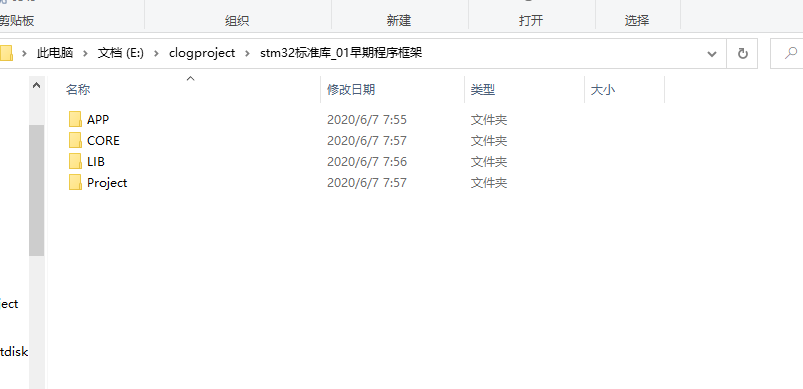 剪贴板 组织 新建 打开 选择
此电脑 文档 (E:) clogproject stm32标准库_01早期程序框架
名称 修改日期 类型 大小
APP 2020/6/7 7:55 文件夹
CORE 2020/6/7 7:57 文件夹
LIB 2020/6/7 7:56 文件夹
Project 2020/6/7 7:57 文件夹
ject
tdisk